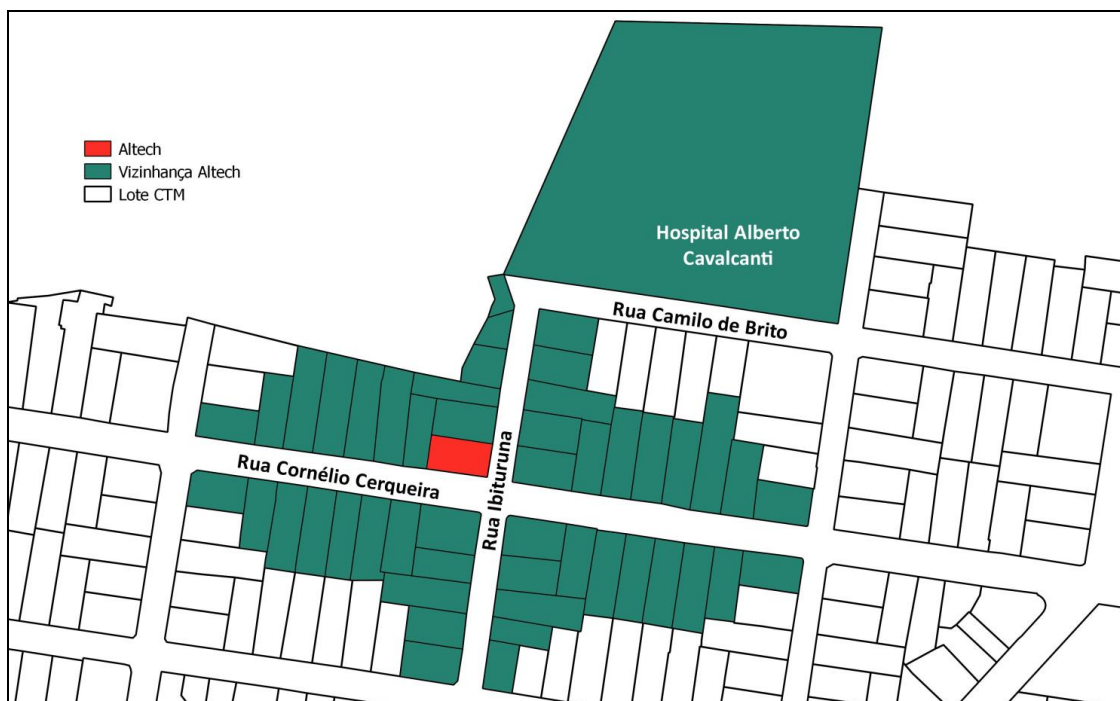 Altech
Vizinhança Altech
Lote CTM
Hospital Alberto
Cavalcanti
Rua Camilo de Brito
Rua Cornélio Cerqueira
Rua Ibituruna